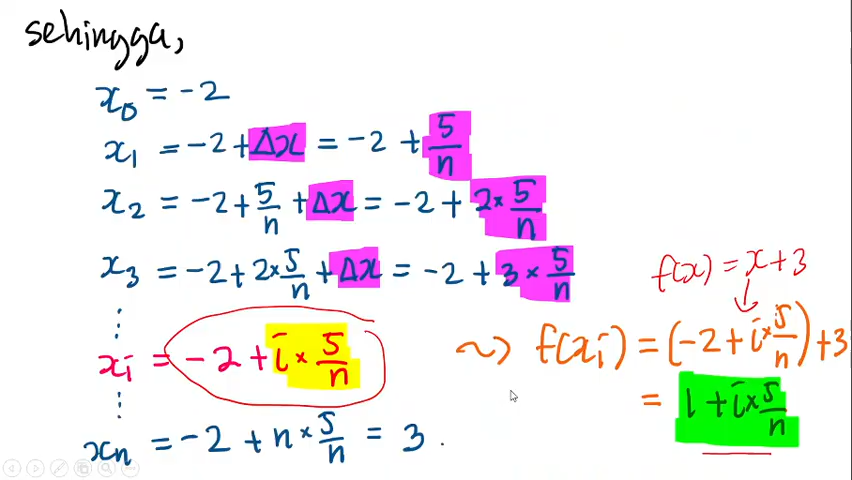 sehingga,
x₀ = -2
x₁ = -2 + Δx = -2 + 5/n
x₂ = -2 + 5/n + Δx = -2 + 2 × 5/n
x₃ = -2 + 2 × 5/n + Δx = -2 + 3 × 5/n
f(x) = x + 3
⋮
xᵢ = -2 + i × 5/n ⇝ f(xᵢ) = (-2 + i × 5/n) + 3
= 1 + i × 5/n
⋮
xₙ = -2 + n × 5/n = 3.